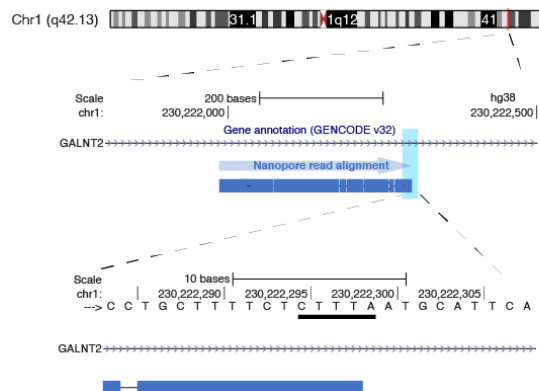 Chr1 (q42.13) 31.1 1q12 41
Scale 200 bases hg38
chr1: 230,222,000 230,222,500
Gene annotation (GENCODE v32)
GALNT2
Nanopore read alignment
Scale 10 bases
chr1: 230,222,290 230,222,295 230,222,300 230,222,305
---> C C T G C T T T T C T C T T T A A T G C A T T C A
GALNT2